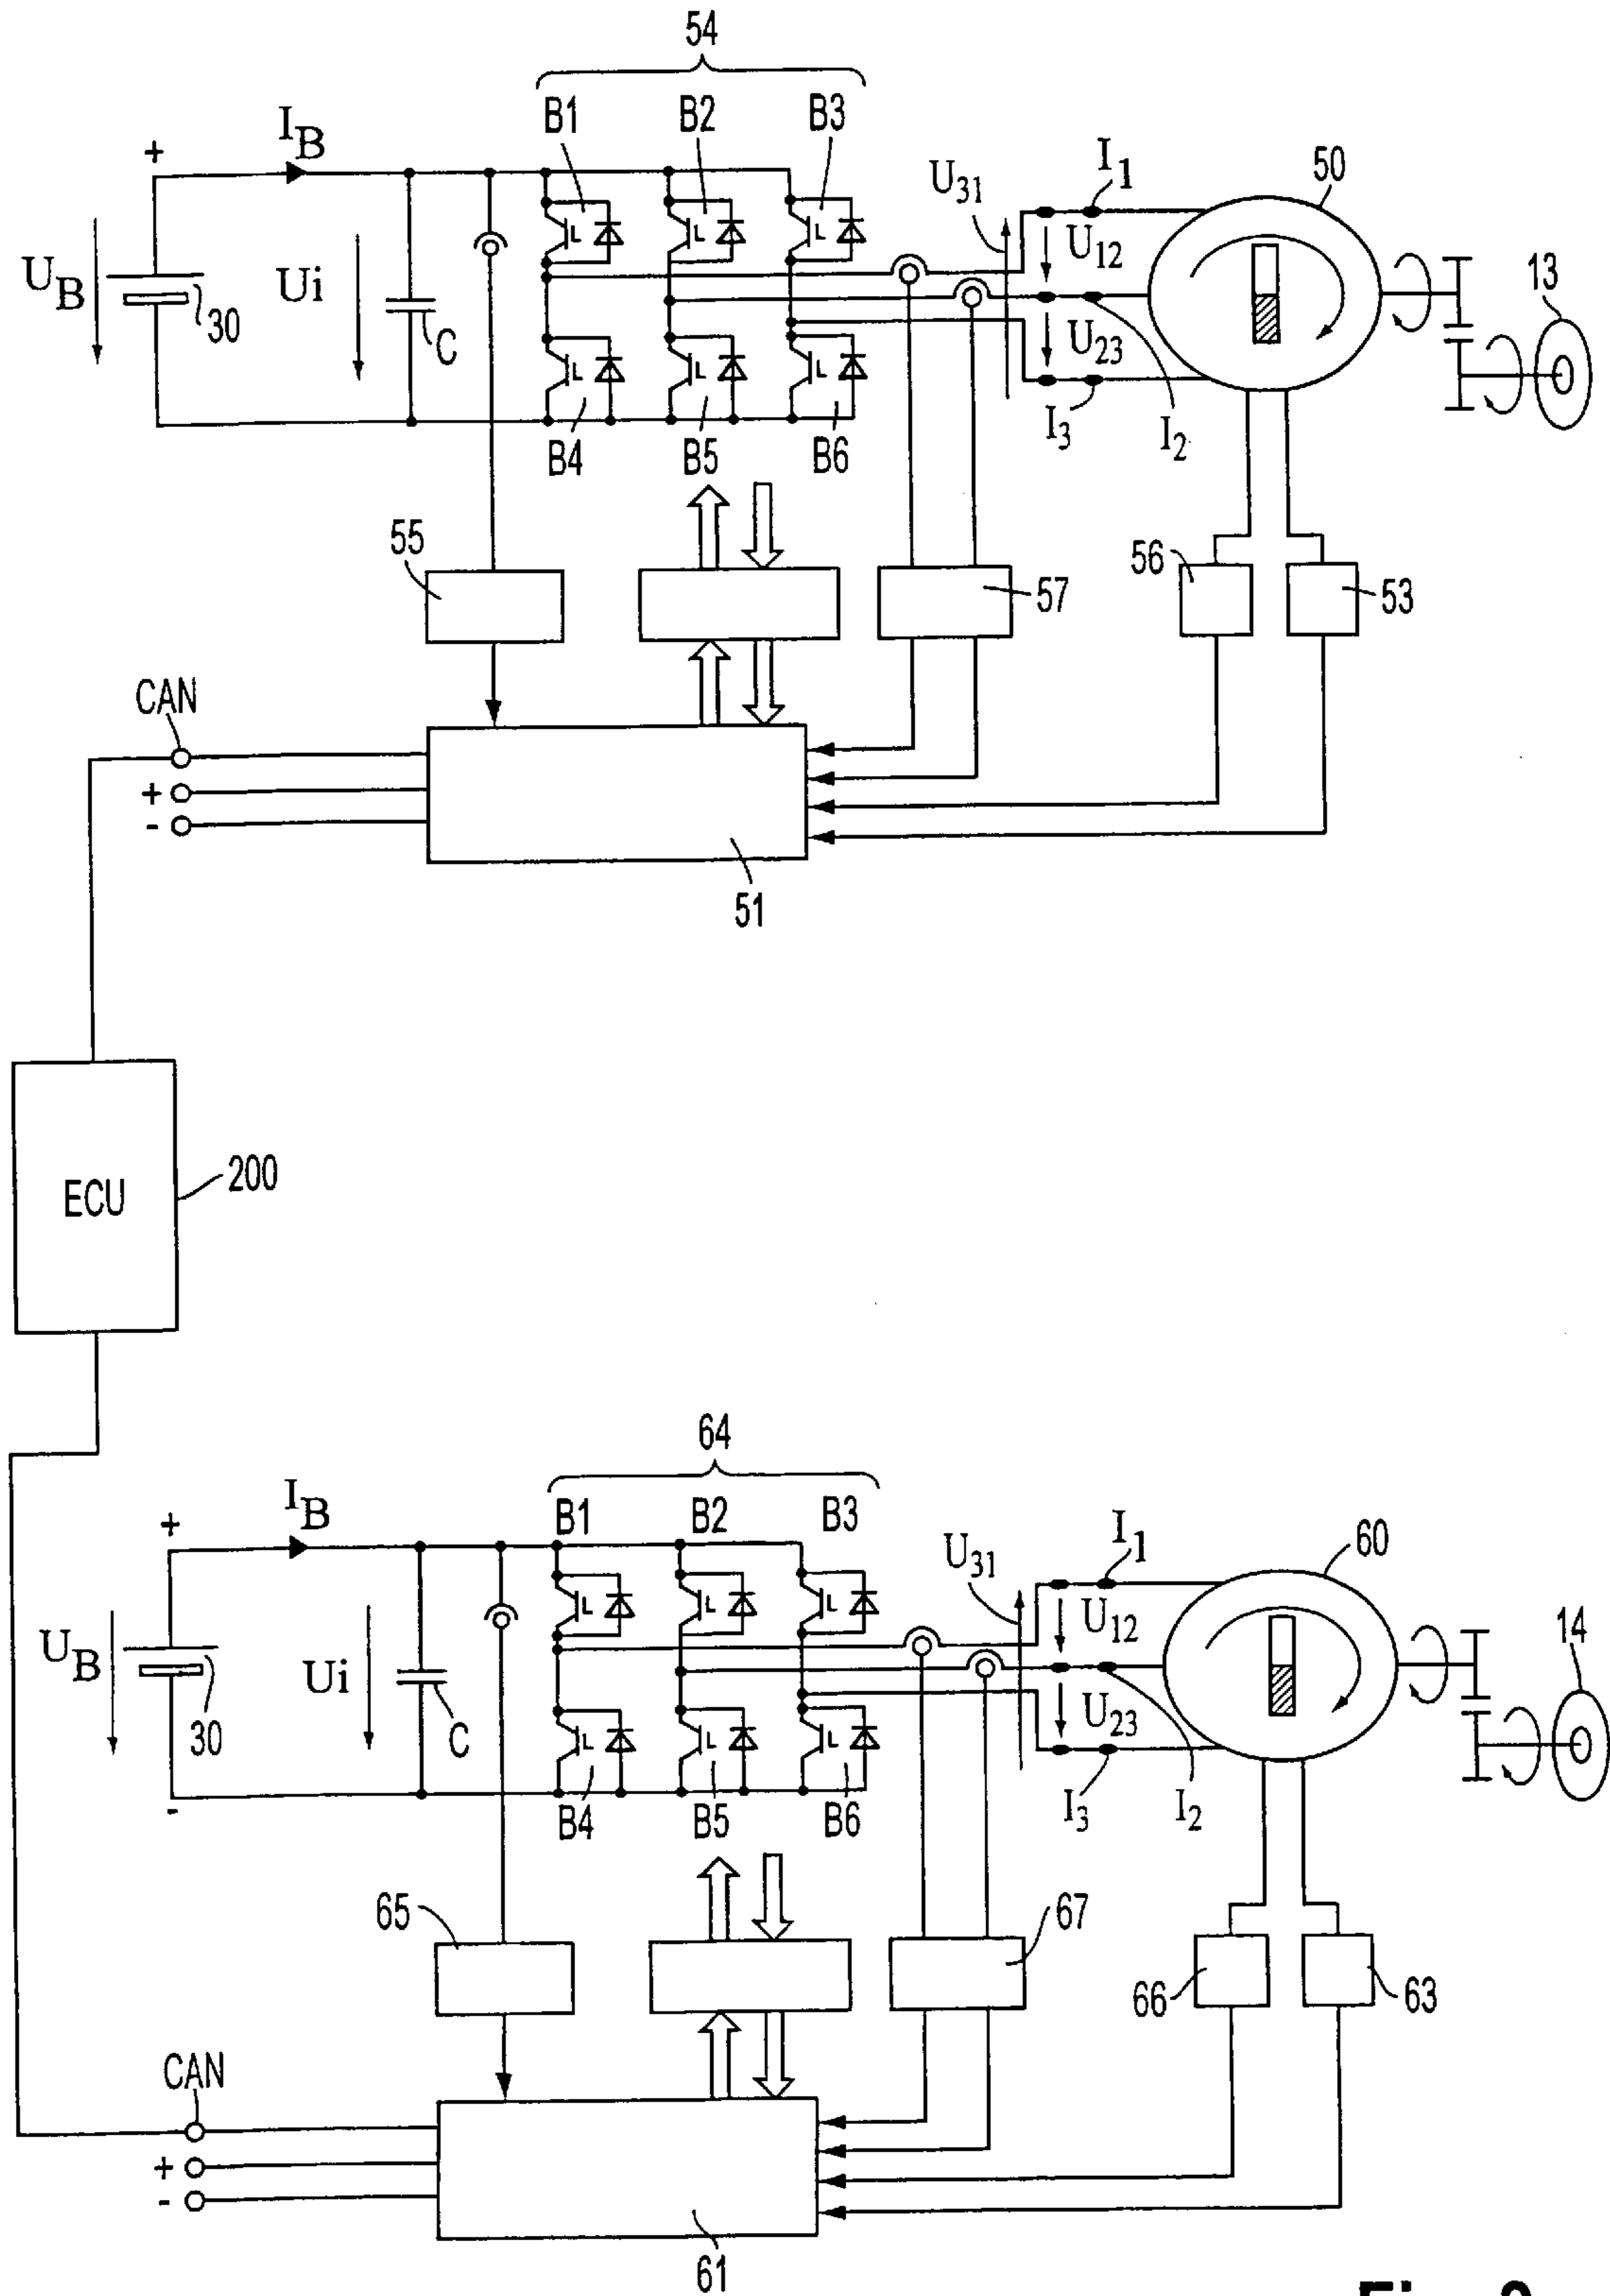 54
B1 B2 B3
I_B
+
U_B
30
Ui
C
B4 B5 B6
U_31
I_1
U_12
U_23
I_3 I_2
50
13
55
57
56
53
CAN
+
-
51
ECU
200
64
B1 B2 B3
I_B
+
U_B
30
-
Ui
C
B4 B5 B6
U_31
I_1
U_12
U_23
I_3 I_2
60
14
65
67
66
63
CAN
+
-
61